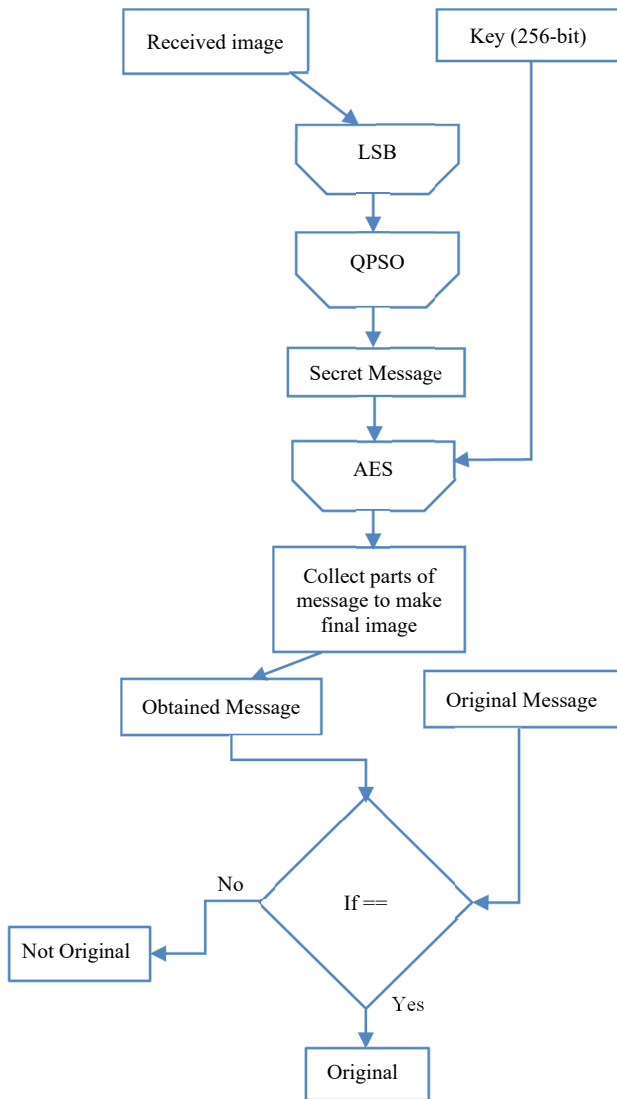 Received image
Key (256-bit)
LSB
QPSO
Secret Message
AES
Collect parts of
message to make
final image
Obtained Message
Original Message
If ==
No
Not Original
Yes
Original